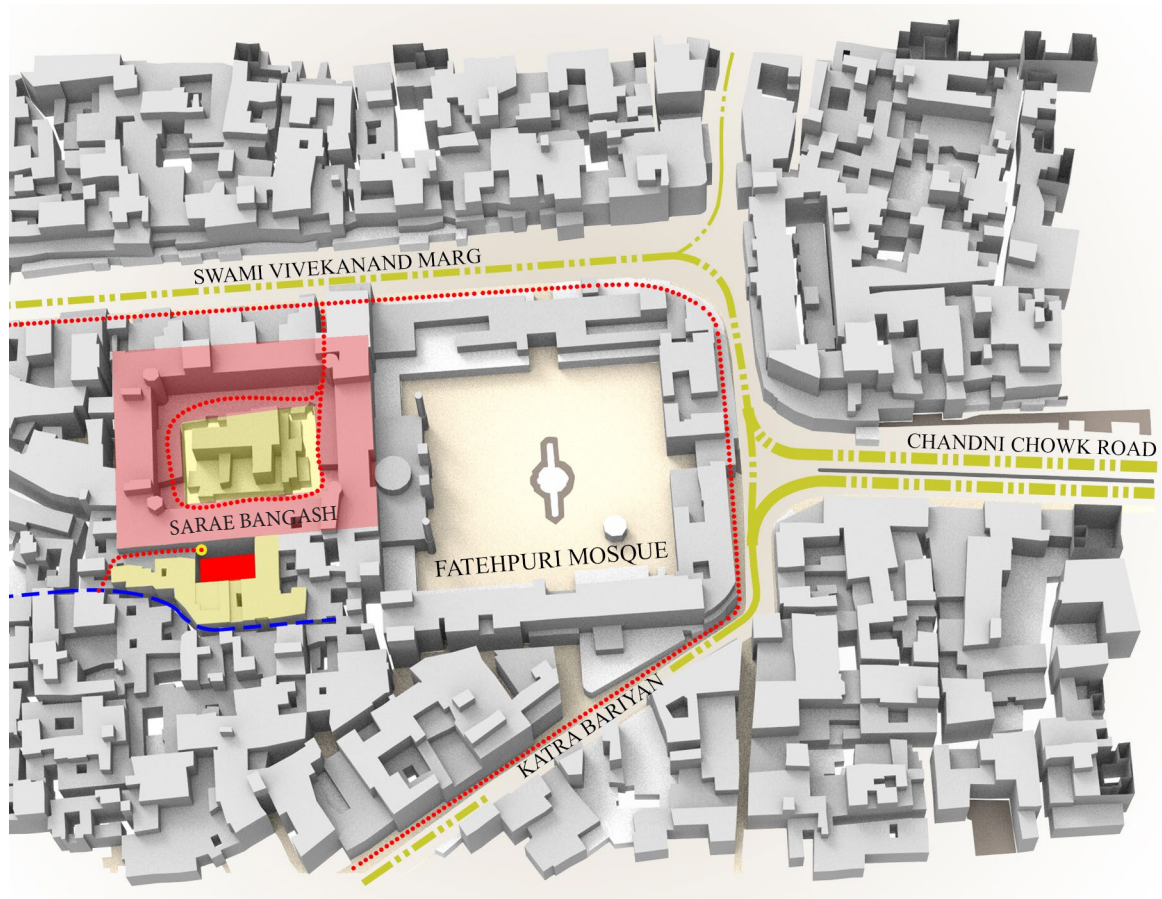 SWAMI VIVEKANAND MARG
CHANDNI CHOWK ROAD
SARAE BANGASH
FATEHPURI MOSQUE
KATRA BARIYAN